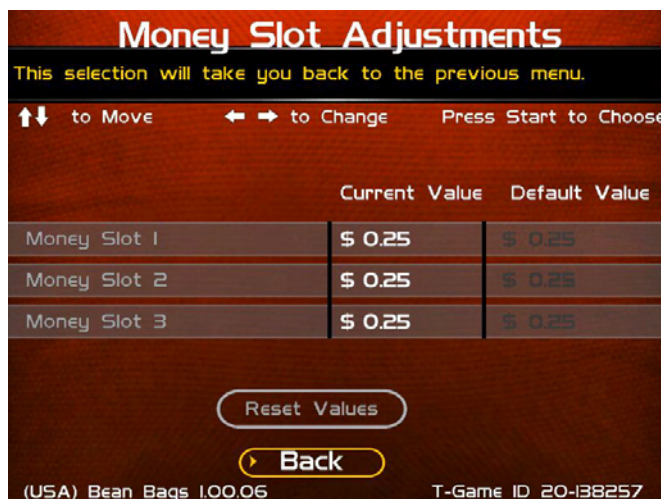 Money Slot Adjustments
This selection will take you back to the previous menu.
to Move to Change Press Start to Choose
Current Value Default Value
Money Slot 1 $ 0.25 $ 0.25
Money Slot 2 $ 0.25 $ 0.25
Money Slot 3 $ 0.25 $ 0.25
Reset Values
Back
(USA) Bean Bags 1.00.06 T-Game ID 20-138257